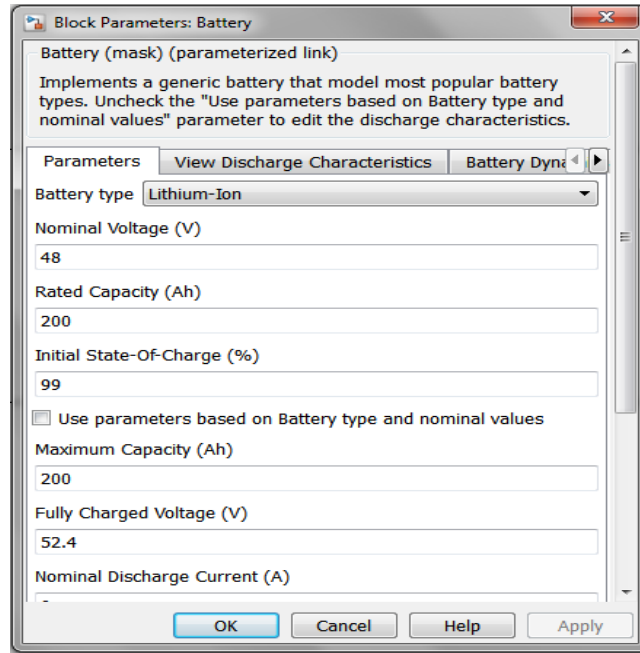 Block Parameters: Battery
Battery (mask) (parameterized link)
Implements a generic battery that model most popular battery
types. Uncheck the "Use parameters based on Battery type and
nominal values" parameter to edit the discharge characteristics.
Parameters View Discharge Characteristics Battery Dyna
Battery type Lithium-Ion
Nominal Voltage (V)
48
Rated Capacity (Ah)
200
Initial State-Of-Charge (%)
99
Use parameters based on Battery type and nominal values
Maximum Capacity (Ah)
200
Fully Charged Voltage (V)
52.4
Nominal Discharge Current (A)
OK Cancel Help Apply